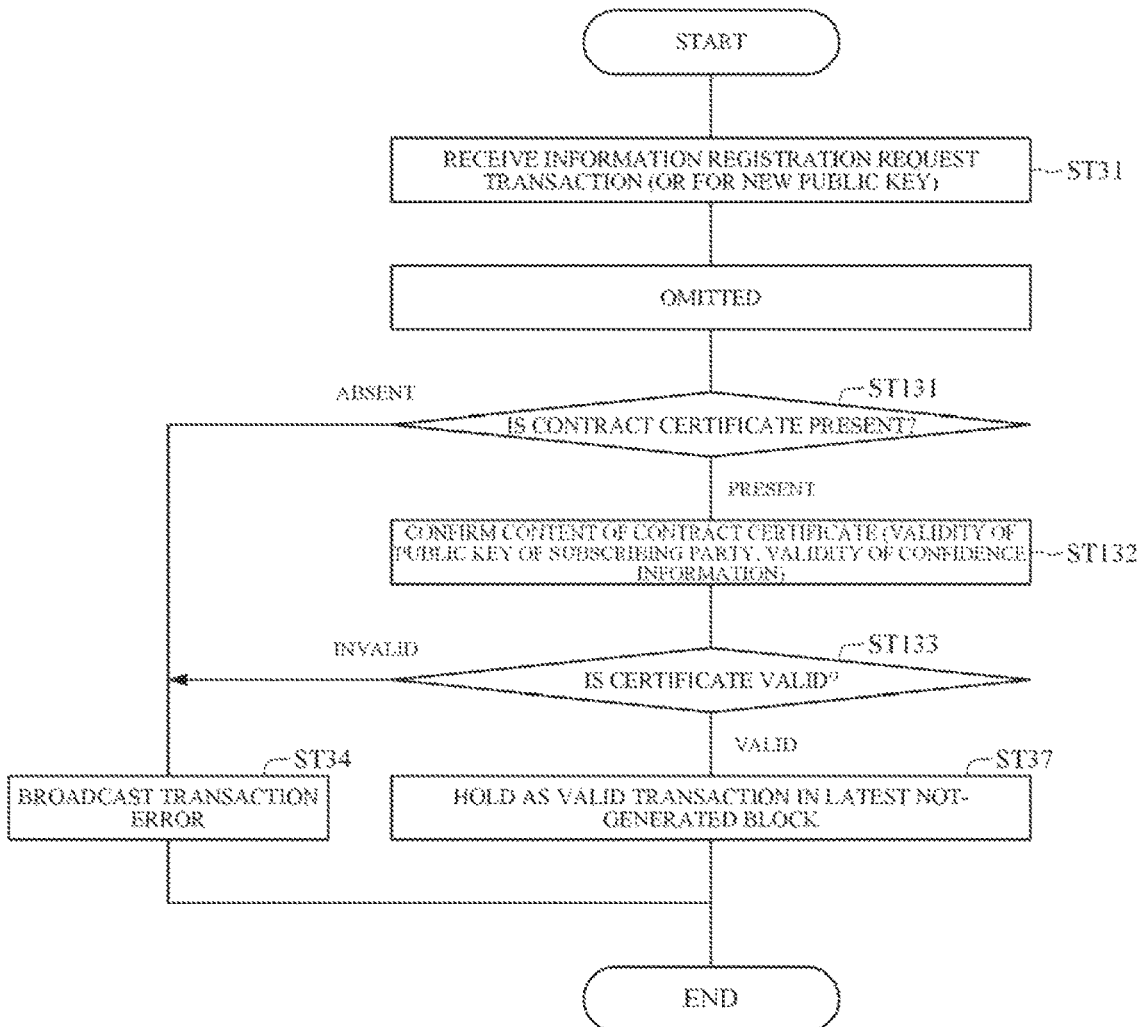 START
RECEIVE INFORMATION REGISTRATION REQUEST
TRANSACTION (OR FOR NEW PUBLIC KEY)
ST31
OMITTED
ABSENT
ST131
IS CONTRACT CERTIFICATE PRESENT?
PRESENT
CONFIRM CONTENT OF CONTRACT CERTIFICATE (VALIDITY OF
PUBLIC KEY OF SUBSCRIBING PARTY, VALIDITY OF CONFIDENCE
INFORMATION)
ST132
INVALID
ST133
IS CERTIFICATE VALID?
VALID
ST34
BROADCAST TRANSACTION
ERROR
ST37
HOLD AS VALID TRANSACTION IN LATEST NOT-
GENERATED BLOCK
END